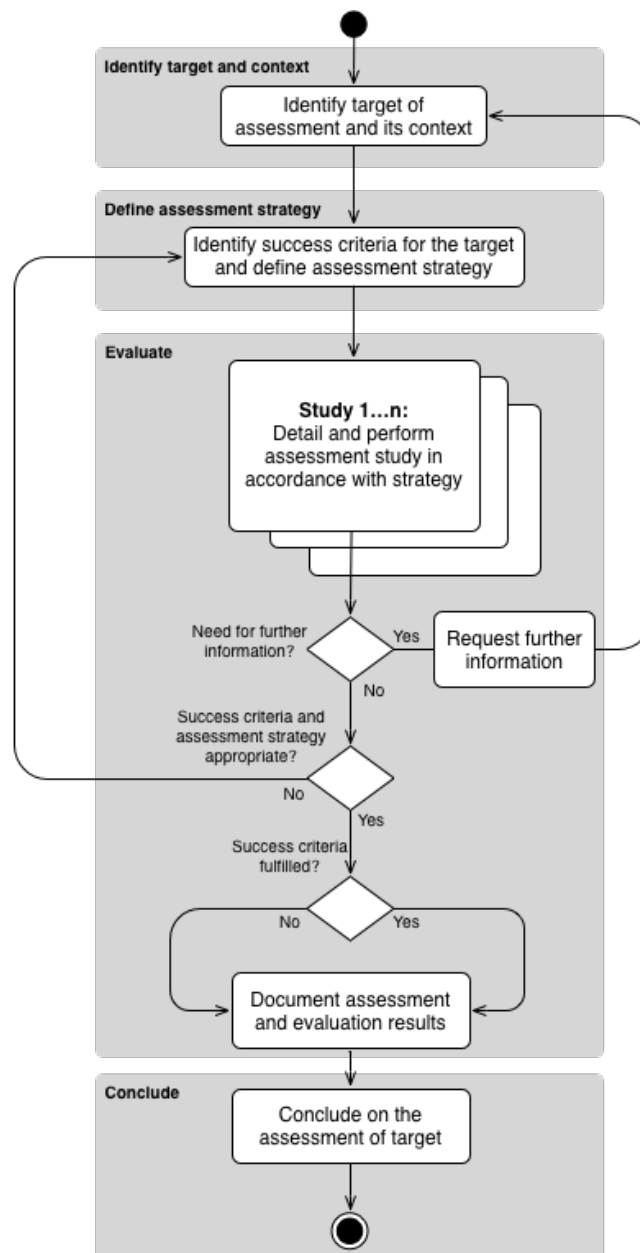 Identify target and context
Identify target of
assessment and its context
Define assessment strategy
Identify success criteria for the target
and define assessment strategy
Evaluate
Study 1...n:
Detail and perform
assessment study in
accordance with strategy
Need for further
information?
Yes
Request further
information
No
Success criteria and
assessment strategy
appropriate?
No
Yes
Success criteria
fulfilled?
No
Yes
Document assessment
and evaluation results
Conclude
Conclude on the
assessment of target